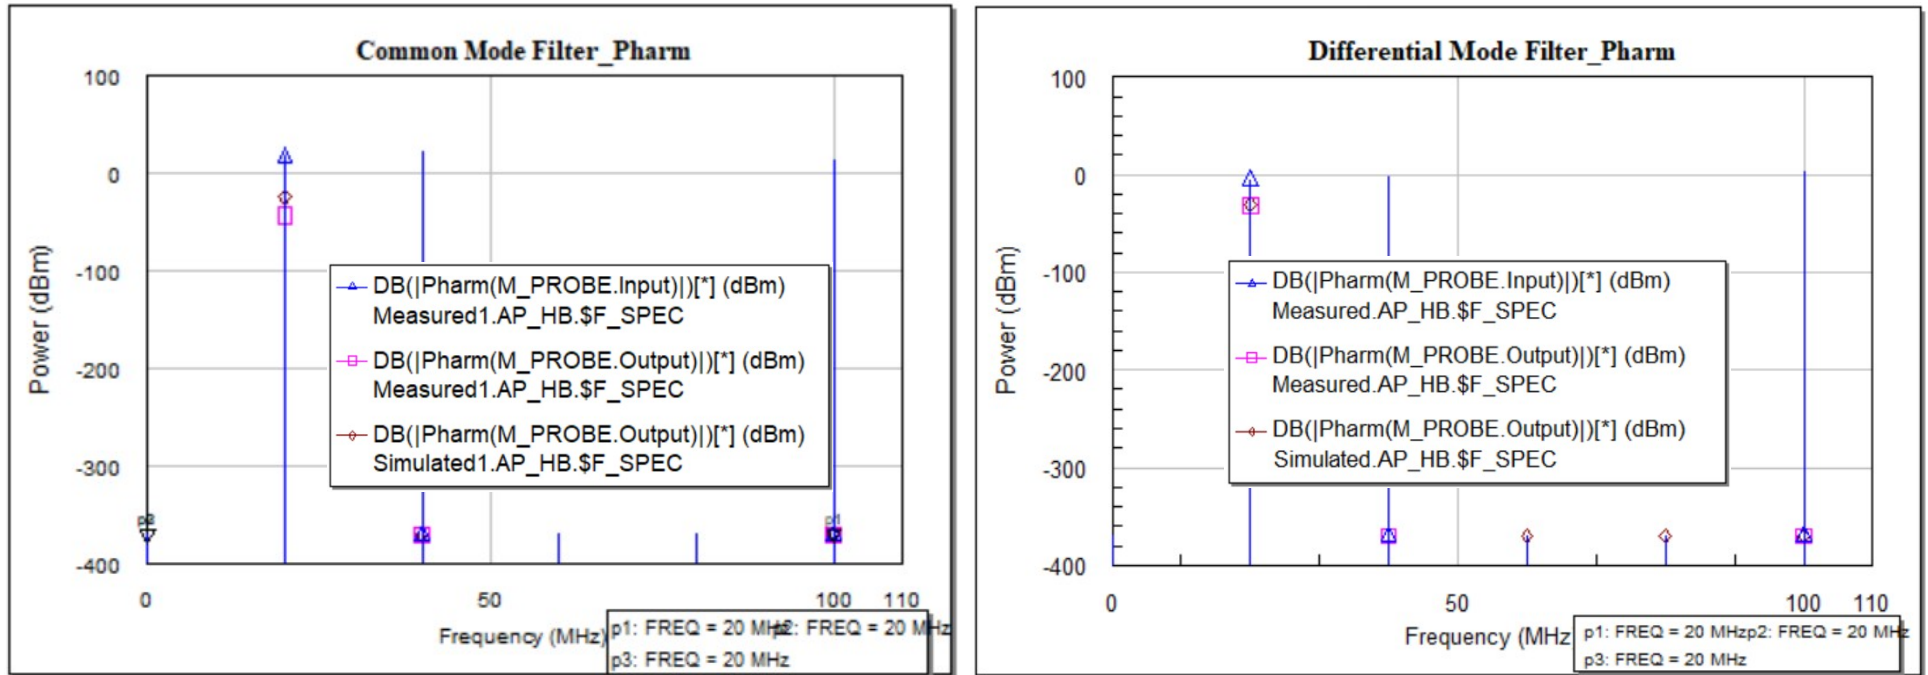 Common Mode Filter_Pharm
100
0
-100
-200
-300
-400
Power (dBm)
DB(|Pharm(M_PROBE.Input)|)[*] (dBm)
Measured1.AP_HB.$F_SPEC
DB(|Pharm(M_PROBE.Output)|)[*] (dBm)
Measured1.AP_HB.$F_SPEC
DB(|Pharm(M_PROBE.Output)|)[*] (dBm)
Simulated1.AP_HB.$F_SPEC
p1
0 50 100 110
Frequency (MHz)
p1: FREQ = 20 MHz p2: FREQ = 20 MHz
p3: FREQ = 20 MHz
Differential Mode Filter_Pharm
100
0
-100
-200
-300
-400
Power (dBm)
DB(|Pharm(M_PROBE.Input)|)[*] (dBm)
Measured.AP_HB.$F_SPEC
DB(|Pharm(M_PROBE.Output)|)[*] (dBm)
Measured.AP_HB.$F_SPEC
DB(|Pharm(M_PROBE.Output)|)[*] (dBm)
Simulated.AP_HB.$F_SPEC
0 50 100 110
Frequency (MHz
p1: FREQ = 20 MHzp2: FREQ = 20 MHz
p3: FREQ = 20 MHz